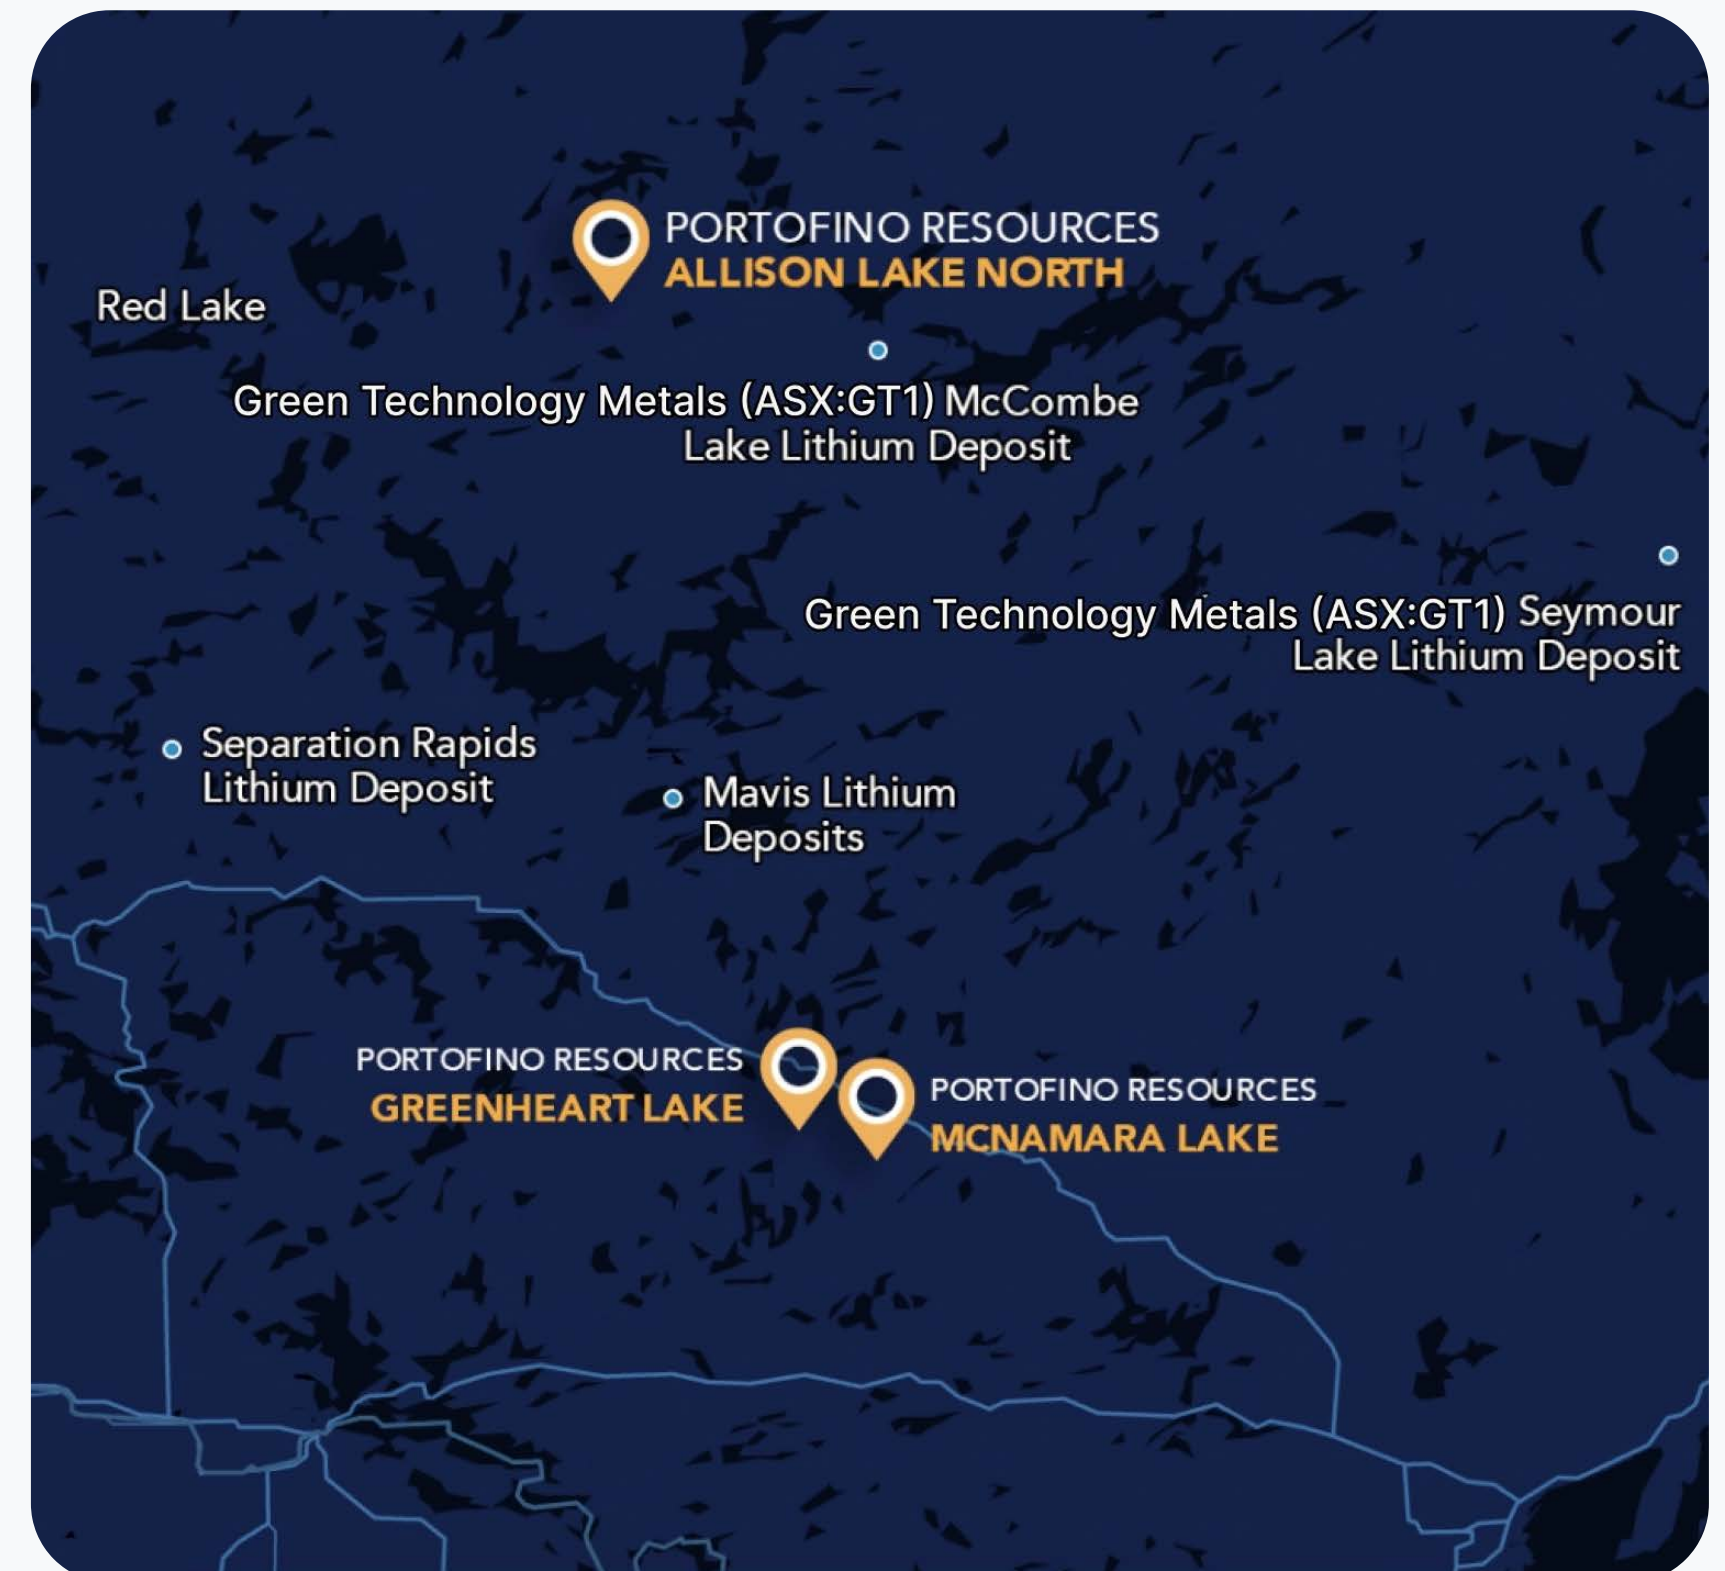 PORTOFINO RESOURCES
ALLISON LAKE NORTH
Red Lake
Green Technology Metals (ASX:GT1) McCombe
Lake Lithium Deposit
Green Technology Metals (ASX:GT1) Seymour
Lake Lithium Deposit
Separation Rapids
Lithium Deposit
Mavis Lithium
Deposits
PORTOFINO RESOURCES
GREENHEART LAKE
PORTOFINO RESOURCES
MCNAMARA LAKE